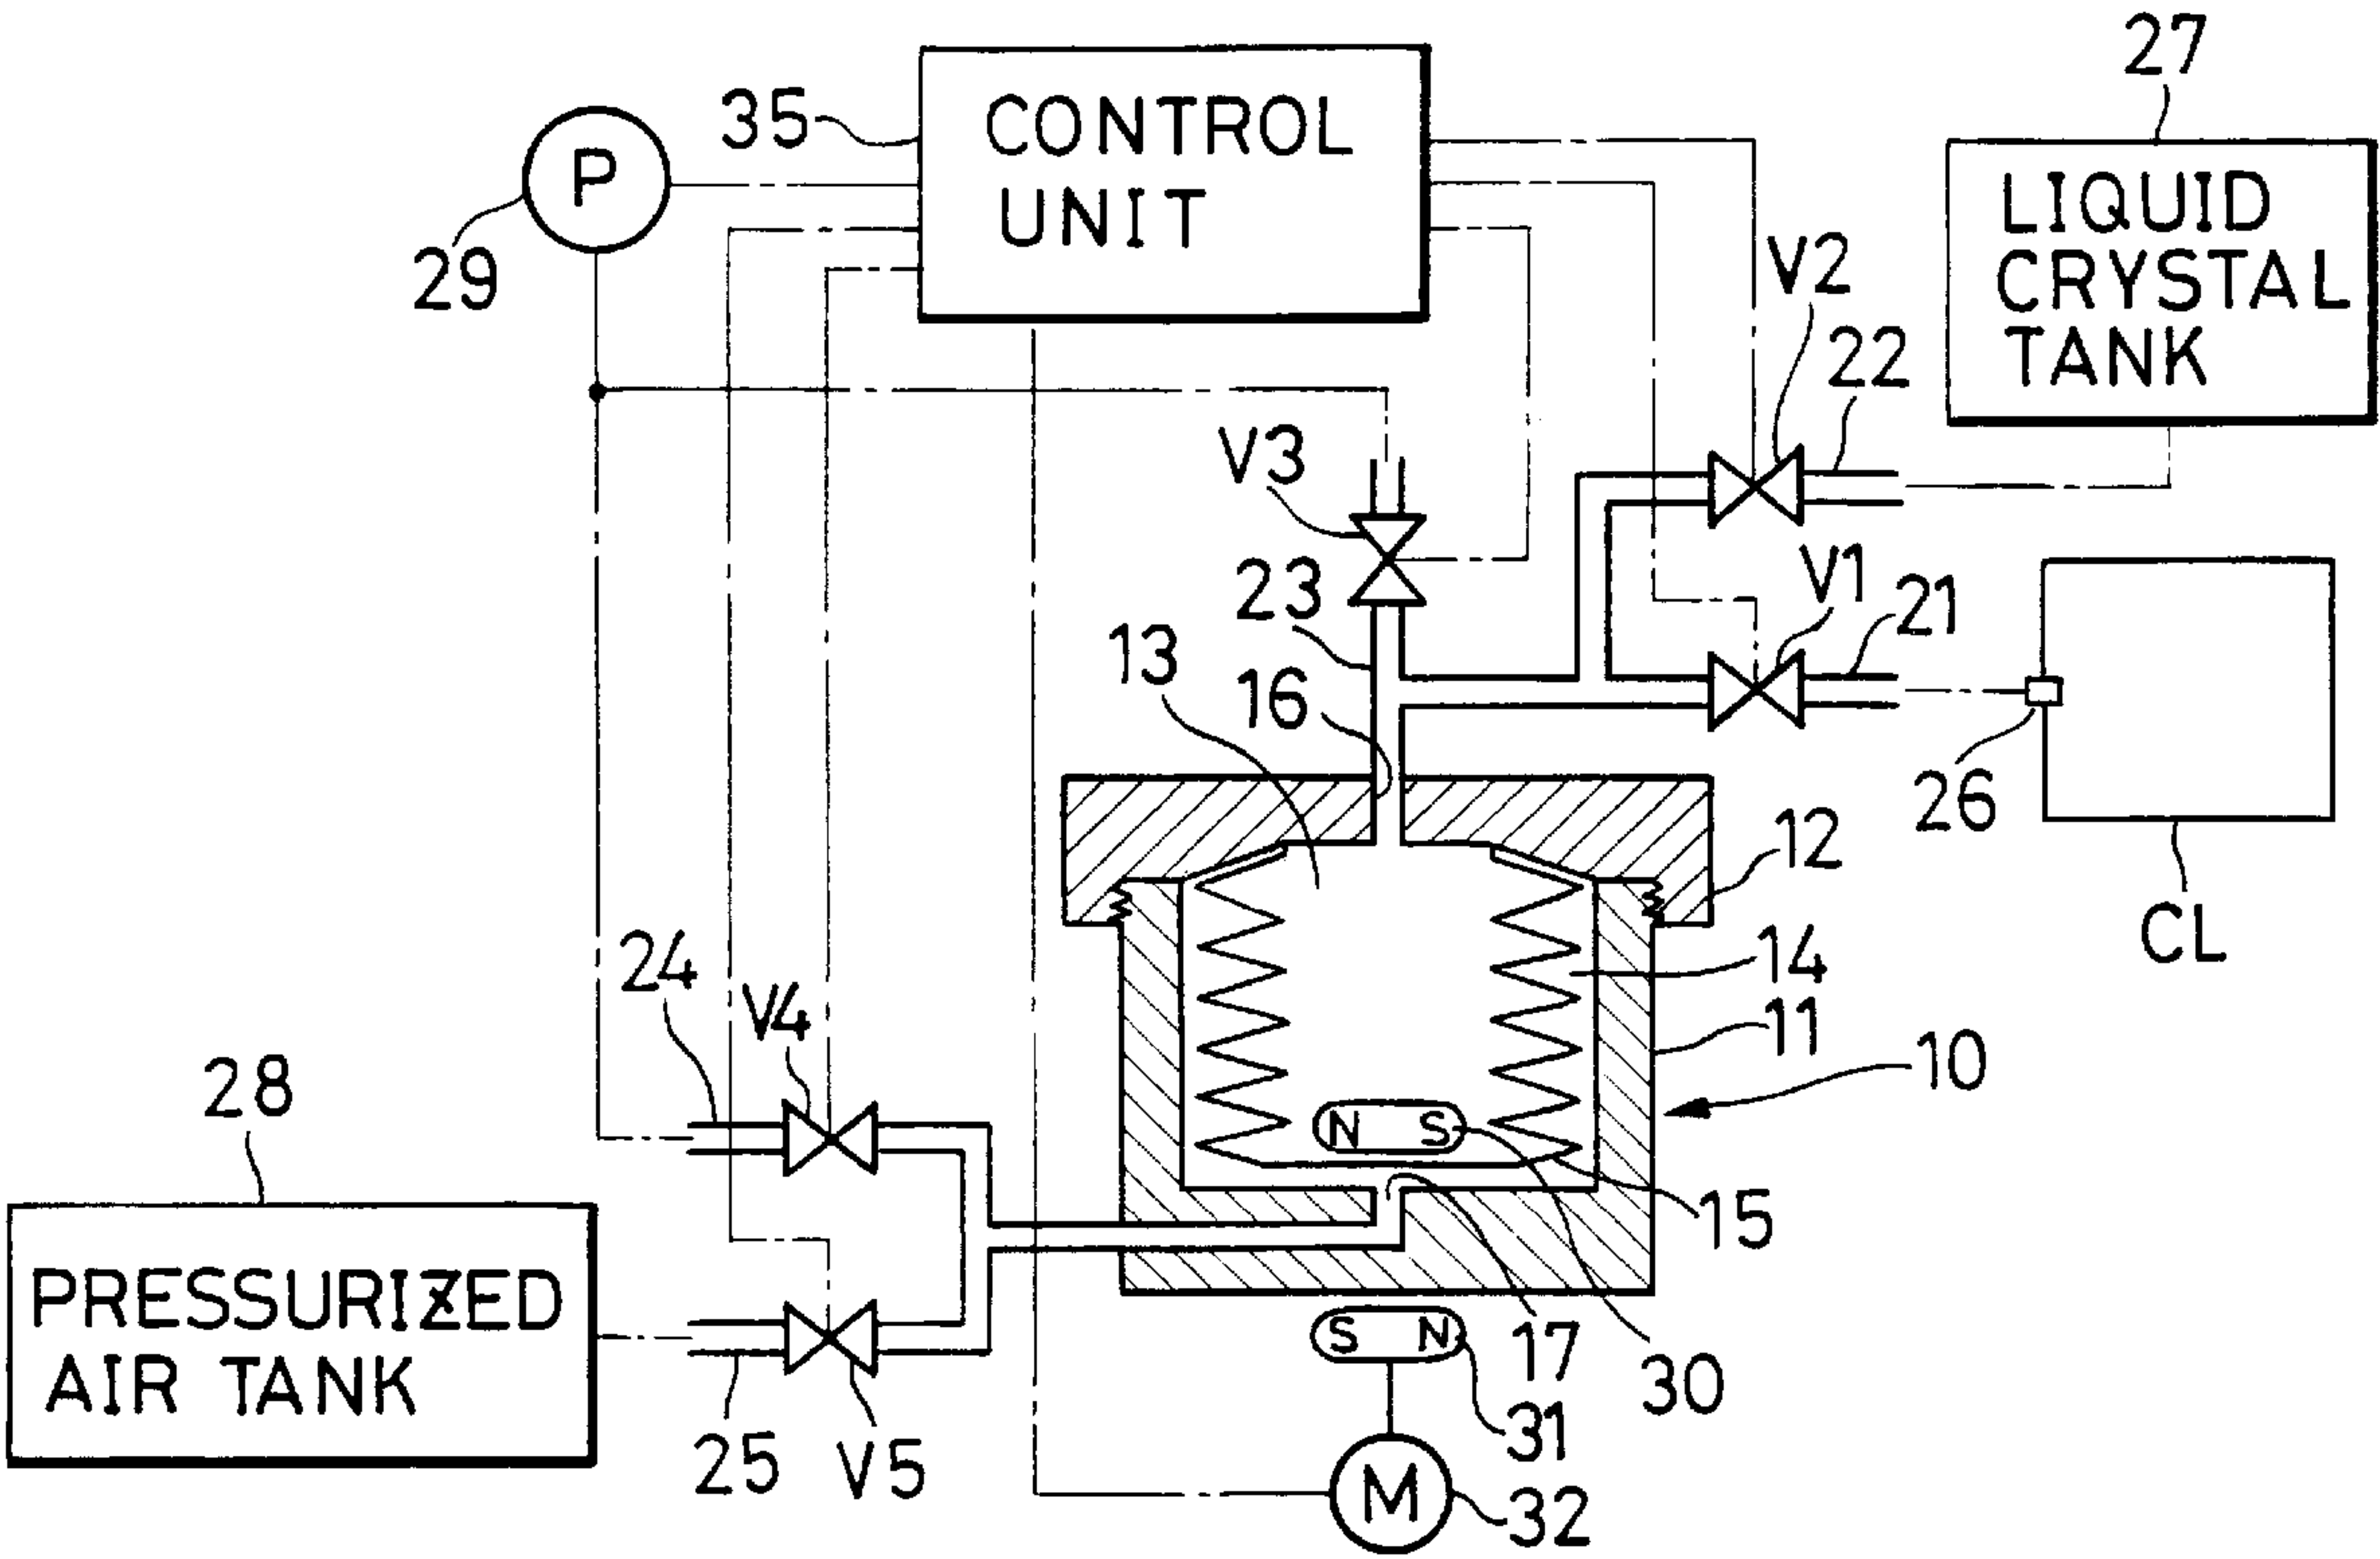 27
35
CONTROL
UNIT
P
29
LIQUID
CRYSTAL
TANK
V2
22
V3
23
V1
21
13
16
26
12
CL
24
V4
14
11
10
28
N S
15
PRESSURIZED
AIR TANK
S N
17
30
31
25
V5
M
32